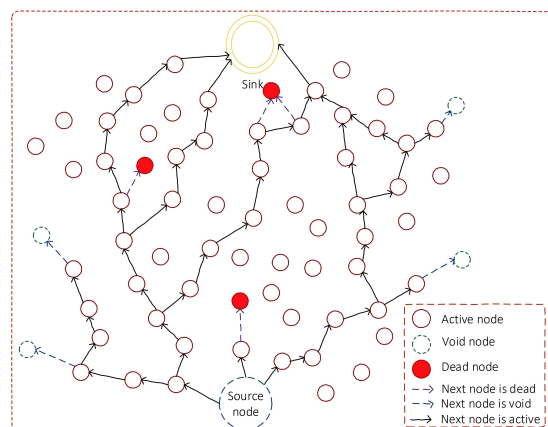 Sink
Source
node
Active node
Void node
Dead node
Next node is dead
Next node is void
Next node is active